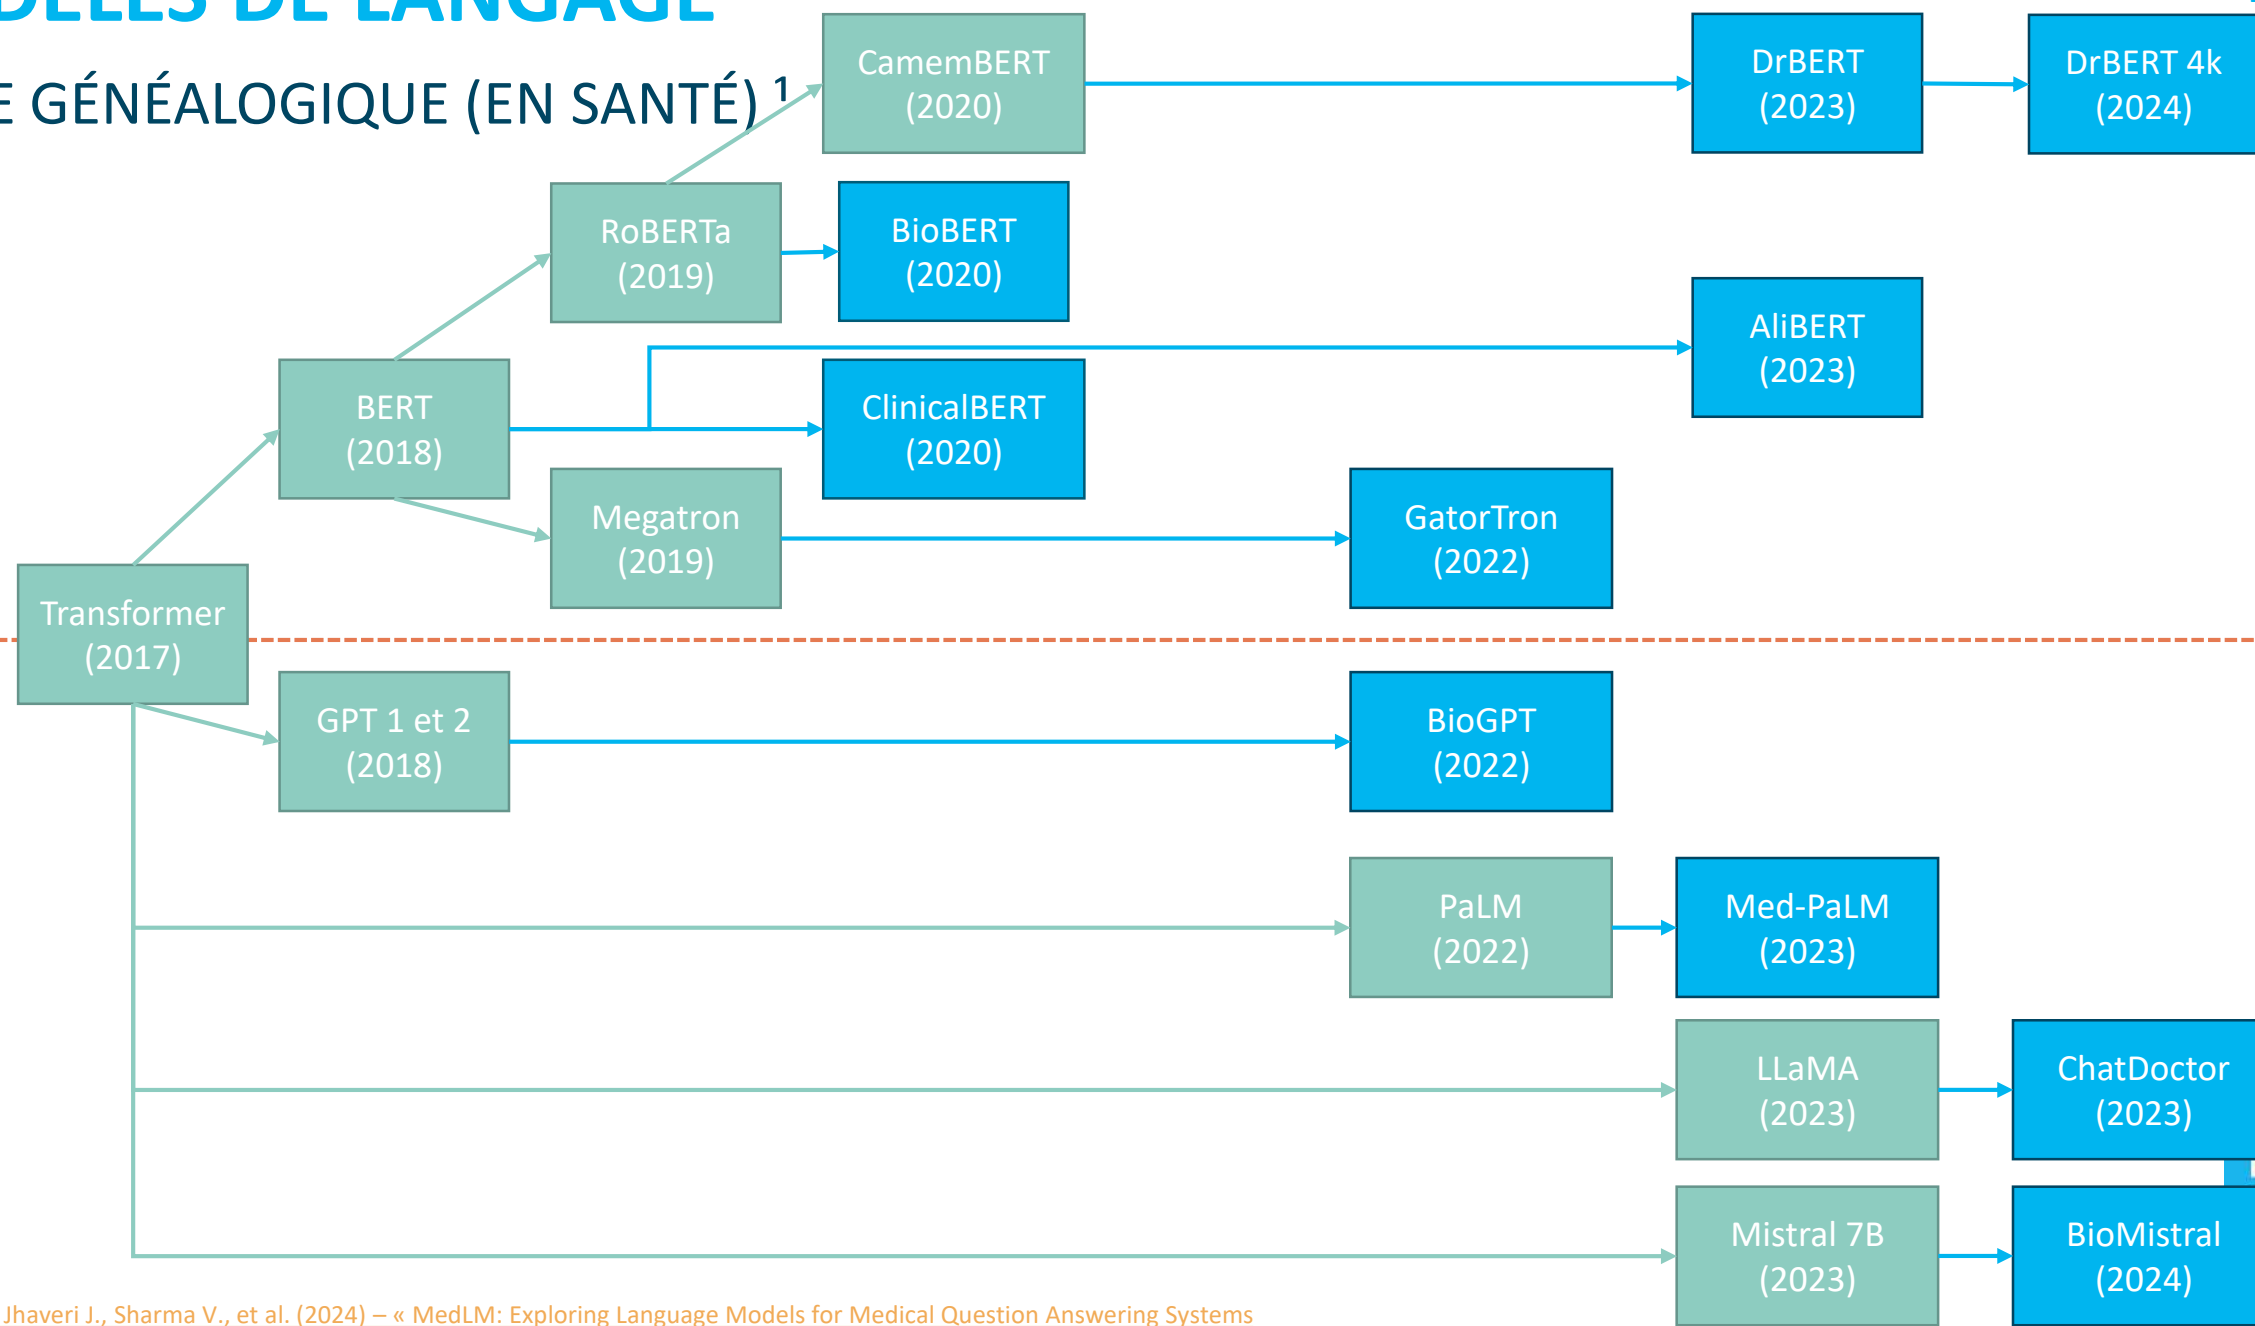 DÈLES DE LANGAGE
E GÉNÉALOGIQUE (EN SANTÉ) ¹
CamemBERT
(2020)
DrBERT
(2023)
DrBERT 4k
(2024)
RoBERTa
(2019)
BioBERT
(2020)
AliBERT
(2023)
BERT
(2018)
ClinicalBERT
(2020)
Megatron
(2019)
GatorTron
(2022)
Transformer
(2017)
GPT 1 et 2
(2018)
BioGPT
(2022)
PaLM
(2022)
Med-PaLM
(2023)
LLaMA
(2023)
ChatDoctor
(2023)
Mistral 7B
(2023)
BioMistral
(2024)
Jhaveri J., Sharma V., et al. (2024) – « MedLM: Exploring Language Models for Medical Question Answering Systems